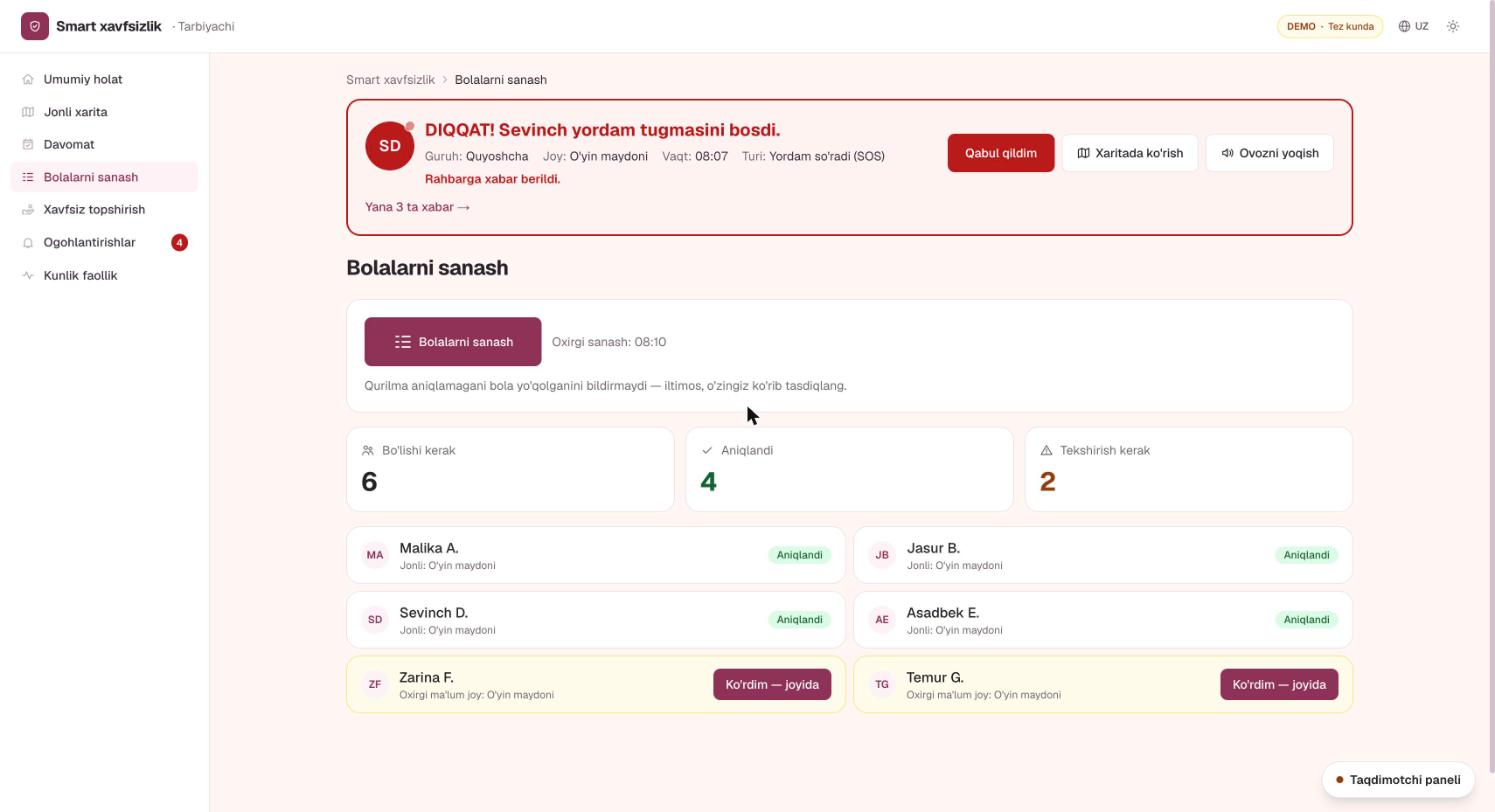 Smart xavfsizlik · Tarbiyachi
DEMO · Tez kunda
UZ
Umumiy holat
Jonli xarita
Davomat
Bolalarni sanash
Xavfsiz topshirish
Ogohlantirishlar 4
Kunlik faollik
Smart xavfsizlik > Bolalarni sanash
SD
DIQQAT! Sevinch yordam tugmasini bosdi.
Guruh: Quyoshcha Joy: O'yin maydoni Vaqt: 08:07 Turi: Yordam so'radi (SOS)
Rahbarga xabar berildi.
Qabul qildim
Xaritada ko'rish
Ovozni yoqish
Yana 3 ta xabar →
Bolalarni sanash
Bolalarni sanash
Oxirgi sanash: 08:10
Qurilma aniqlamagani bola yo'qolganini bildirmaydi — iltimos, o'zingiz ko'rib tasdiqlang.
Bo'lishi kerak
6
Aniqlandi
4
Tekshirish kerak
2
MA
Malika A.
Jonli: O'yin maydoni
Aniqlandi
JB
Jasur B.
Jonli: O'yin maydoni
Aniqlandi
SD
Sevinch D.
Jonli: O'yin maydoni
Aniqlandi
AE
Asadbek E.
Jonli: O'yin maydoni
Aniqlandi
ZF
Zarina F.
Oxirgi ma'lum joy: O'yin maydoni
Ko'rdim — joyida
TG
Temur G.
Oxirgi ma'lum joy: O'yin maydoni
Ko'rdim — joyida
Taqdimotchi paneli